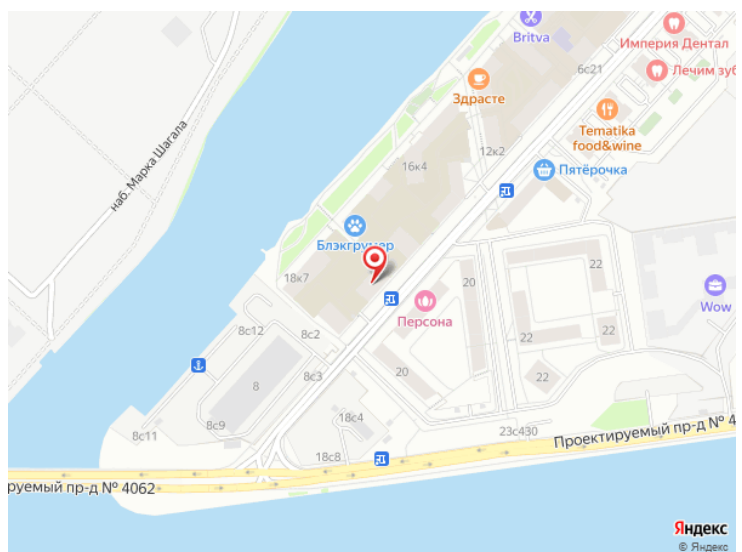 Britva
Империя Дентал
6с21
Лечим зуб
Здрасте
Tematika
food&wine
12к2
16к4
Пятёрочка
наб. Марка Шагала
Блэкгрумер
18к7
20
22
Wow
Персона
8с12
8с2
22
8с3
20
22
8
18с4
8с9
8с11
23с430
Проектируемый пр-д № 4
18с8
руемый пр-д № 4062
Яндекс
© Яндекс